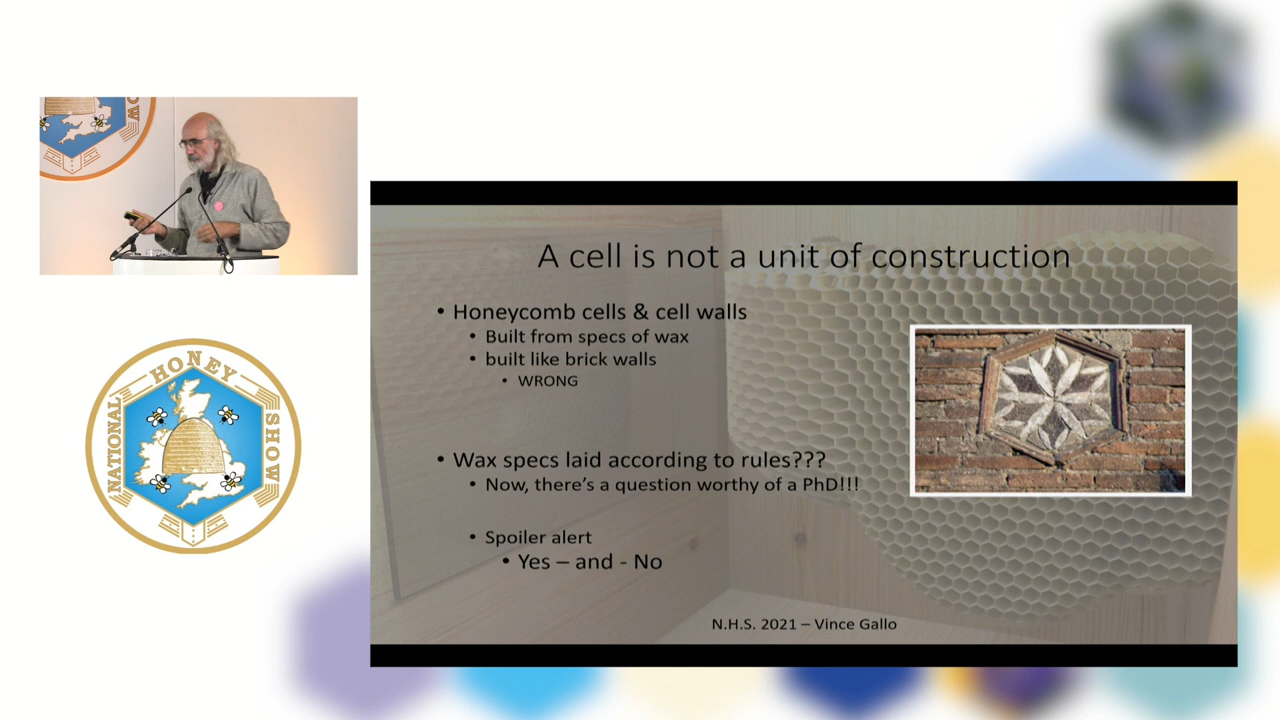 NATIONAL HONEY SHOW
A cell is not a unit of construction
• Honeycomb cells & cell walls
• Built from specs of wax
• built like brick walls
• WRONG
• Wax specs laid according to rules???
• Now, there's a question worthy of a PhD!!!
• Spoiler alert
• Yes – and - No
N.H.S. 2021 – Vince Gallo
OW